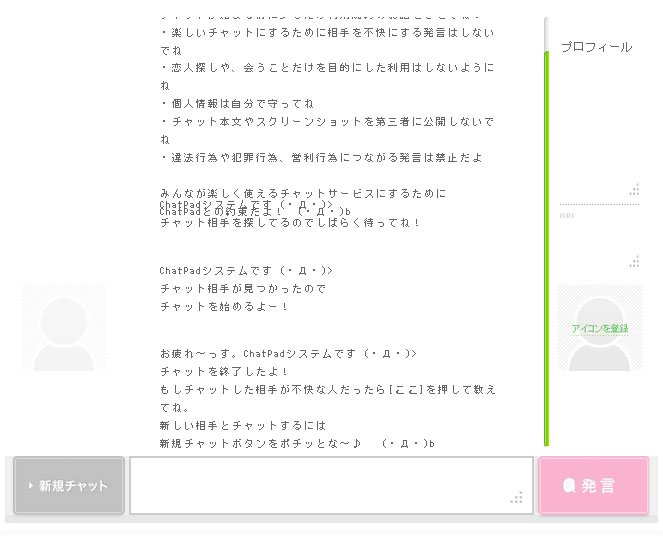 ・楽しいチャットにするために相手を不快にする発言はしない
でね
・恋人探しや、会うことだけを目的にした利用はしないように
ね
・個人情報は自分で守ってね
・チャット本文やスクリーンショットを第三者に公開しないで
ね
・違法行為や犯罪行為、営利行為につながる発言は禁止だよ
みんなが楽しく使えるチャットサービスにするために
ChatPadシステムです (・Д・)>
ChatPadとの約束だよ！ (・Д・)b
チャット相手を探してるのでしばらく待ってね！
ChatPadシステムです (・Д・)>
チャット相手が見つかったので
チャットを始めるよー！
お疲れ～っす。ChatPadシステムです (・Д・)>
チャットを終了したよ！
もしチャットした相手が不快な人だったら[ここ]を押して教え
てね。
新しい相手とチャットするには
新規チャットボタンをポチッとな～♪ (・Д・)b
プロフィール
アイコンを登録
新規チャット
発言